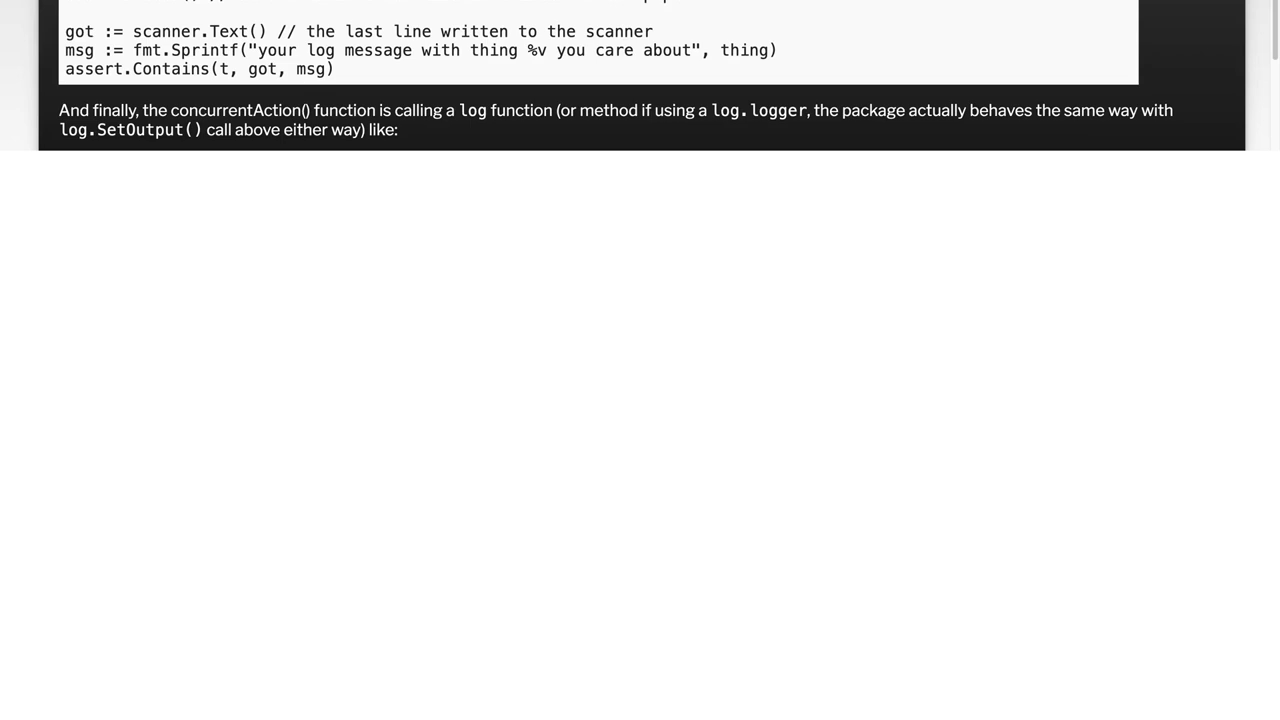 got := scanner.Text() // the last line written to the scanner
msg := fmt.Sprintf("your log message with thing %v you care about", thing)
assert.Contains(t, got, msg)
And finally, the concurrentAction() function is calling a log function (or method if using a log.logger, the package actually behaves the same way with
log.SetOutput() call above either way) like: